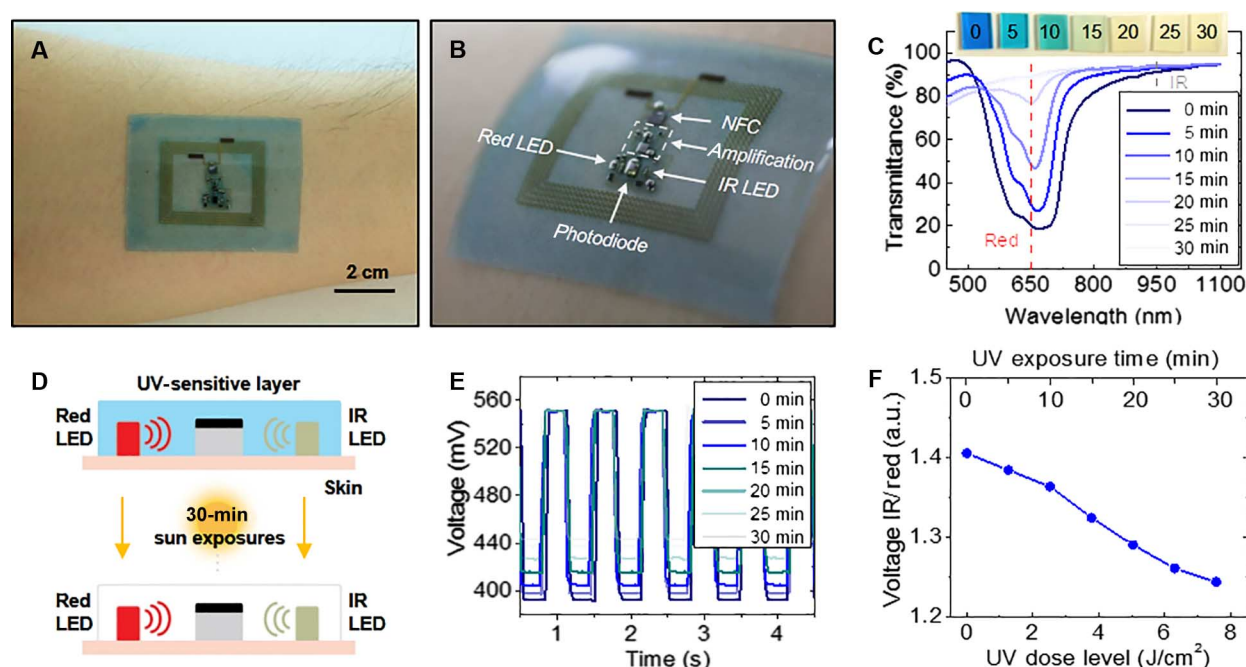 A
2 cm
B
NFC
Red LED
Amplification
IR LED
Photodiode
C
0 5 10 15 20 25 30
Transmittance (%)
100
80
60
40
20
0
IR
Red
0 min
5 min
10 min
15 min
20 min
25 min
30 min
500 650 800 950 1100
Wavelength (nm)
D
UV-sensitive layer
Red
LED
IR
LED
Skin
30-min
sun exposures
Red
LED
IR
LED
E
Voltage (mV)
560
520
480
440
400
0 min
5 min
10 min
15 min
20 min
25 min
30 min
1 2 3 4
Time (s)
F
UV exposure time (min)
0 10 20 30
Voltage IR/red (a.u.)
1.5
1.4
1.3
1.2
0 2 4 6 8
UV dose level (J/cm²)